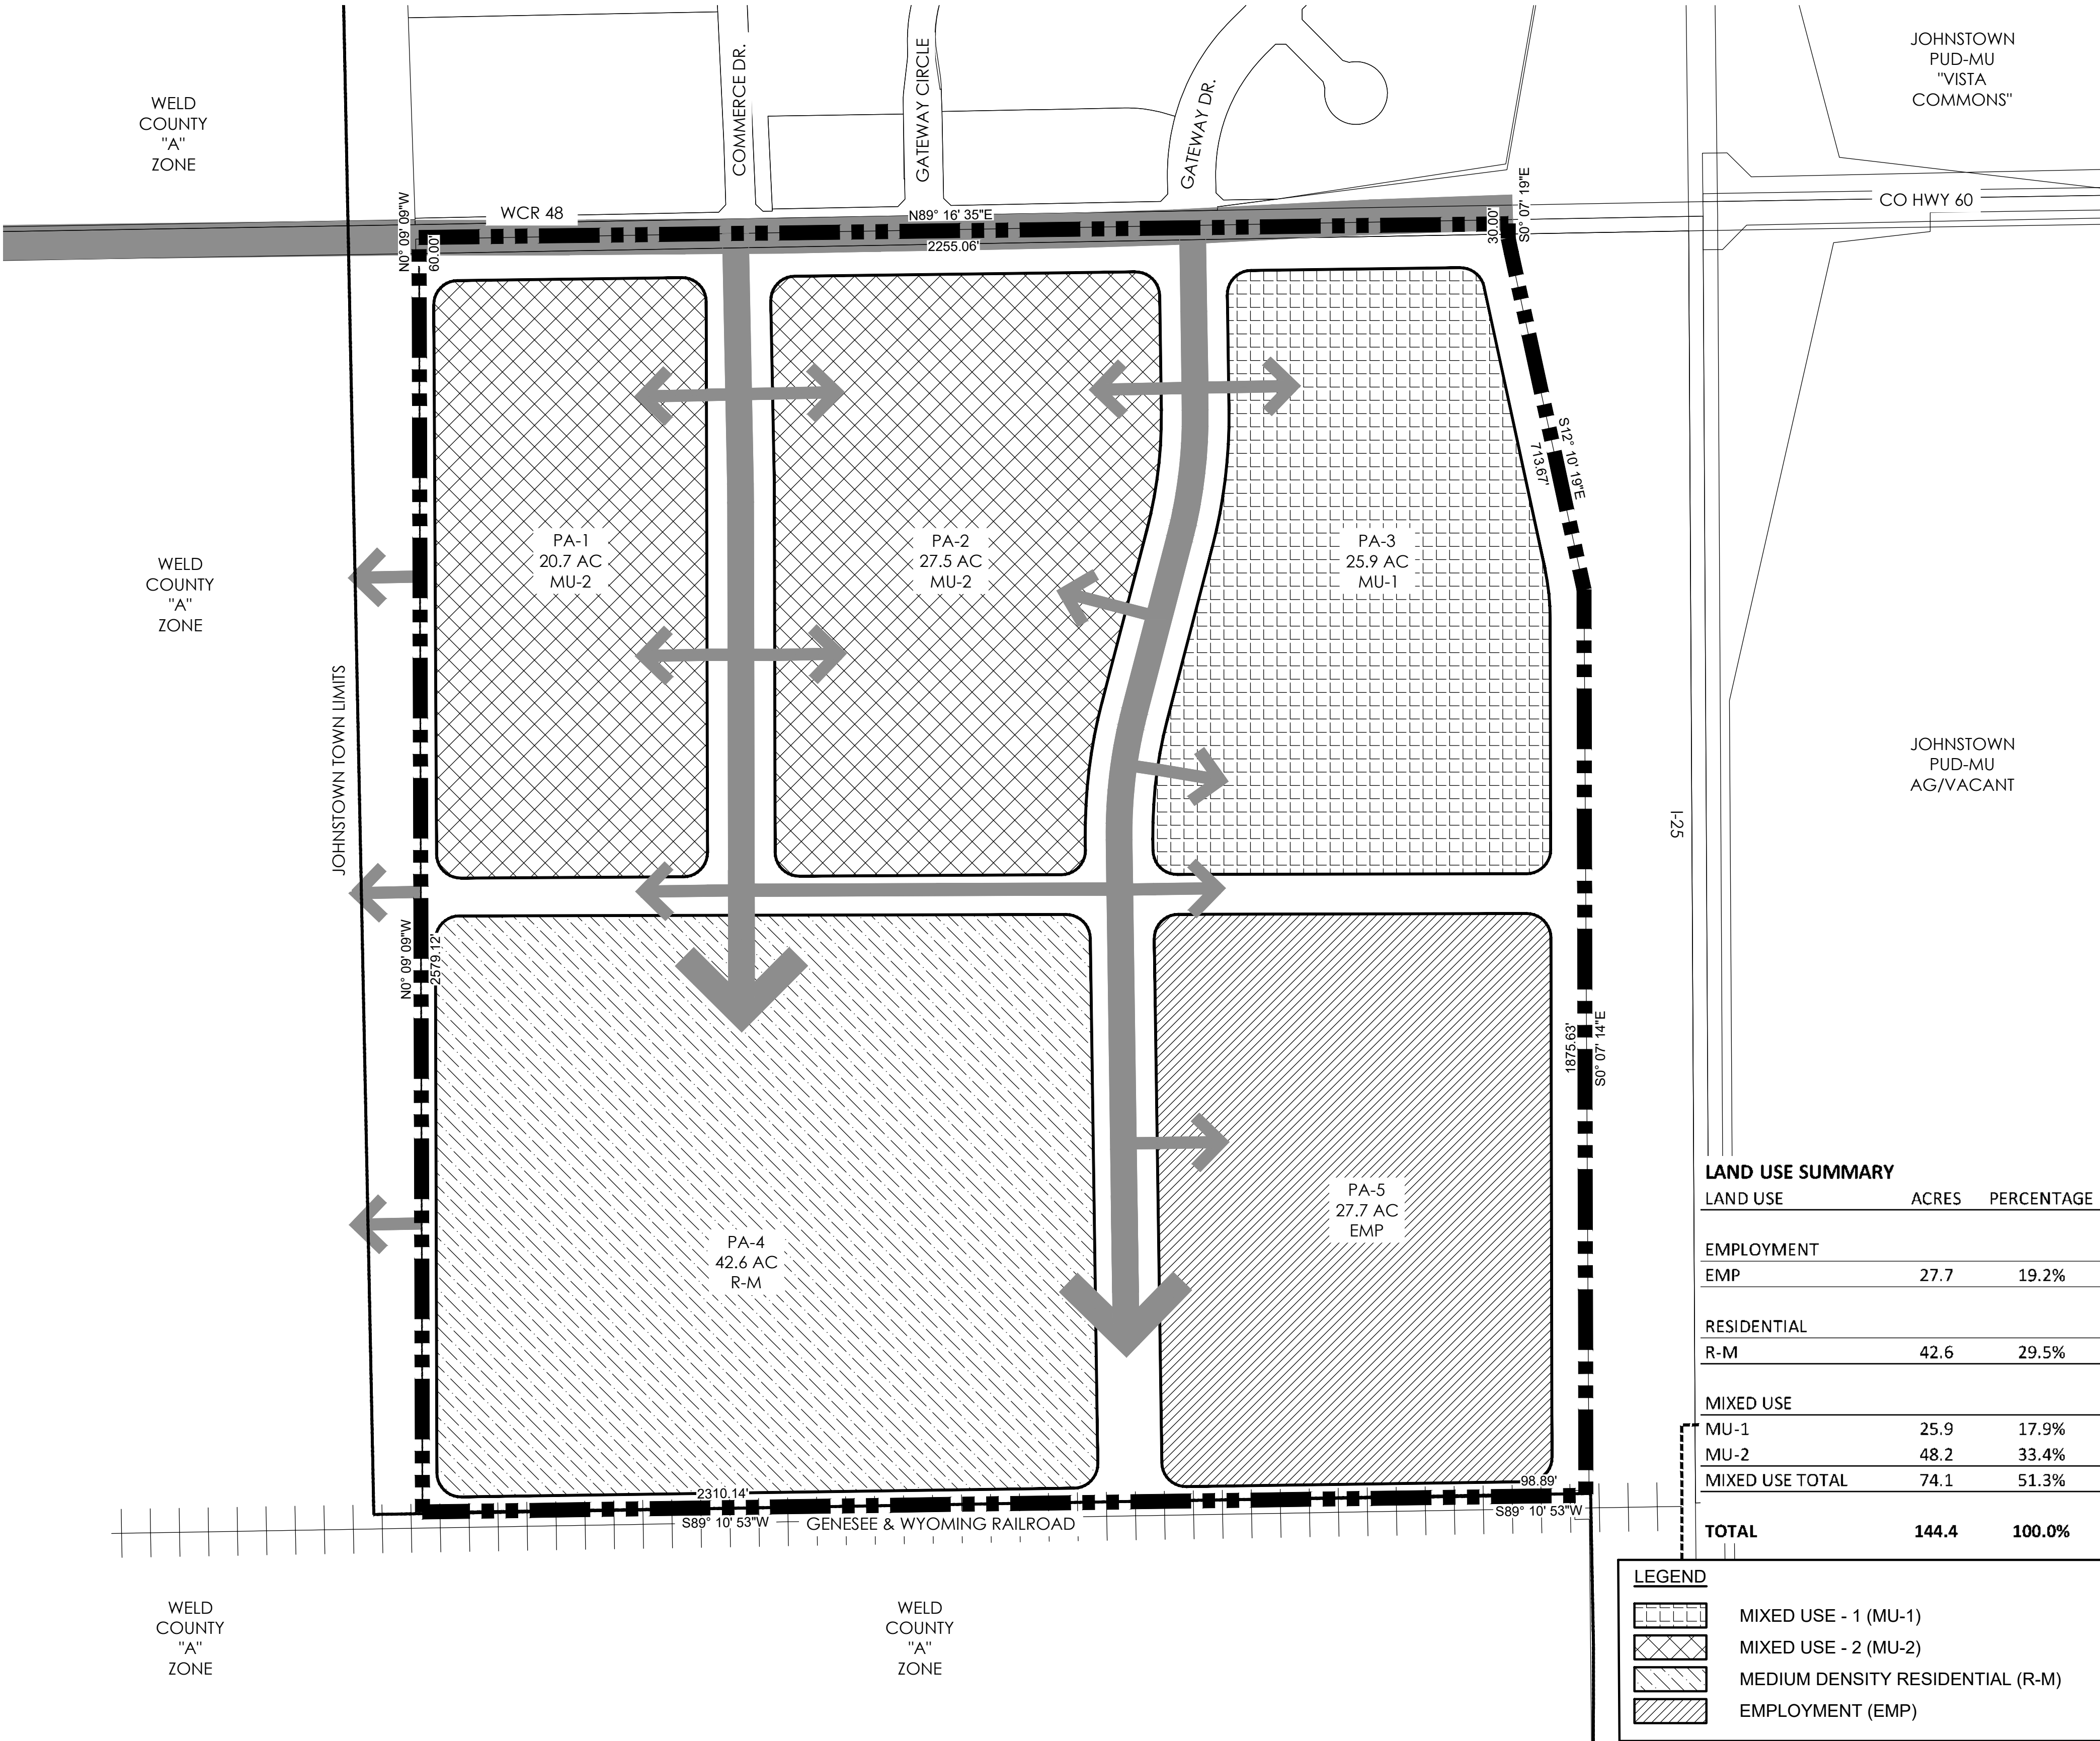 JOHNSTOWN
PUD-MU
"VISTA
COMMONS"
WELD
COUNTY
"A"
ZONE
COMMERCE DR.
GATEWAY CIRCLE
GATEWAY DR.
CO HWY 60
WCR 48
N89° 16' 35"E
2255.06'
N0° 09' 09"W
60.00'
30.00'
S0° 07' 19"E
S12° 10' 19"E
713.67'
WELD
COUNTY
"A"
ZONE
PA-1
20.7 AC
MU-2
PA-2
27.5 AC
MU-2
PA-3
25.9 AC
MU-1
JOHNSTOWN TOWN LIMITS
I-25
JOHNSTOWN
PUD-MU
AG/VACANT
N0° 09' 09"W
2579.12'
1875.63'
S0° 07' 14"E
PA-4
42.6 AC
R-M
PA-5
27.7 AC
EMP
2310.14'
S89° 10' 53"W
GENESEE & WYOMING RAILROAD
98.89'
S89° 10' 53"W
WELD
COUNTY
"A"
ZONE
WELD
COUNTY
"A"
ZONE
LAND USE SUMMARY
LAND USE ACRES PERCENTAGE
EMPLOYMENT
EMP 27.7 19.2%
RESIDENTIAL
R-M 42.6 29.5%
MIXED USE
MU-1 25.9 17.9%
MU-2 48.2 33.4%
MIXED USE TOTAL 74.1 51.3%
TOTAL 144.4 100.0%
LEGEND
MIXED USE - 1 (MU-1)
MIXED USE - 2 (MU-2)
MEDIUM DENSITY RESIDENTIAL (R-M)
EMPLOYMENT (EMP)